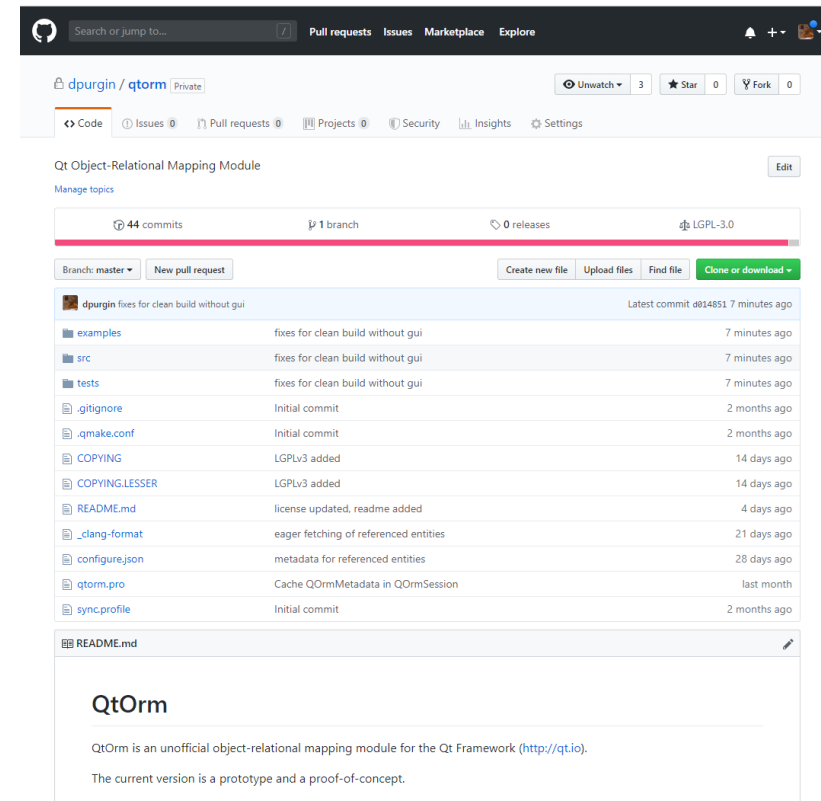 Search or jump to... /
Pull requests Issues Marketplace Explore
dpurgin / qtorm Private
Unwatch 3 Star 0 Fork 0
Code Issues 0 Pull requests 0 Projects 0 Security Insights Settings
Qt Object-Relational Mapping Module Edit
Manage topics
44 commits 1 branch 0 releases LGPL-3.0
Branch: master New pull request Create new file Upload files Find file Clone or download
dpurgin fixes for clean build without gui Latest commit d014851 7 minutes ago
examples fixes for clean build without gui 7 minutes ago
src fixes for clean build without gui 7 minutes ago
tests fixes for clean build without gui 7 minutes ago
.gitignore Initial commit 2 months ago
.qmake.conf Initial commit 2 months ago
COPYING LGPLv3 added 14 days ago
COPYING.LESSER LGPLv3 added 14 days ago
README.md license updated, readme added 4 days ago
_clang-format eager fetching of referenced entities 21 days ago
configure.json metadata for referenced entities 28 days ago
qtorm.pro Cache QOrmMetadata in QOrmSession last month
sync.profile Initial commit 2 months ago
README.md
QtOrm
QtOrm is an unofficial object-relational mapping module for the Qt Framework (http://qt.io).
The current version is a prototype and a proof-of-concept.